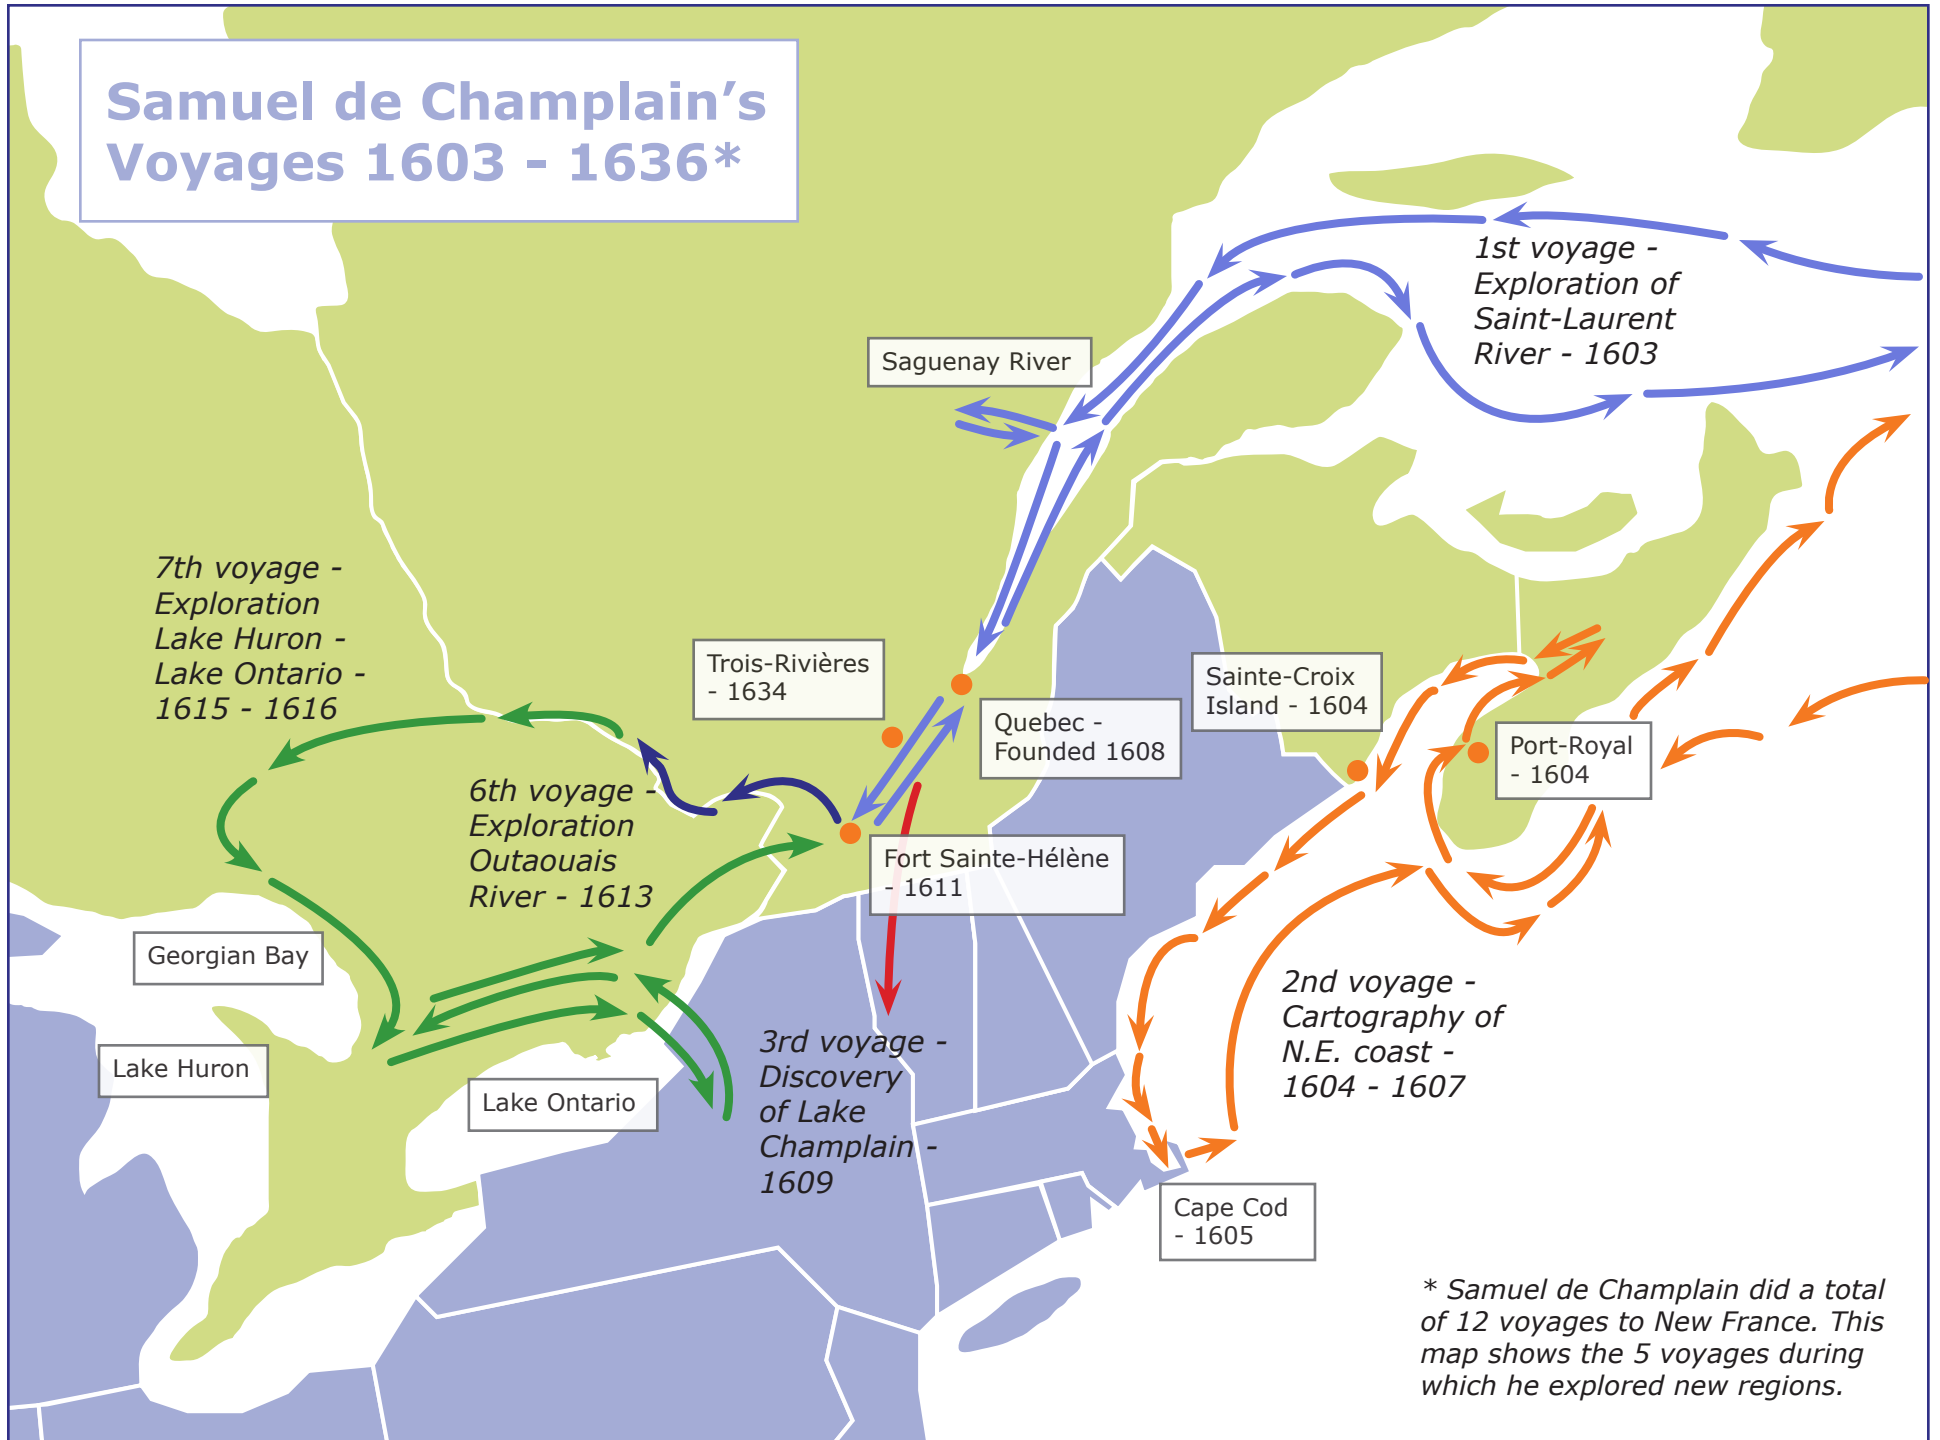 Samuel de Champlain's
Voyages 1603 - 1636*
1st voyage -
Exploration of
Saint-Laurent
River - 1603
Saguenay River
7th voyage -
Exploration
Lake Huron -
Lake Ontario -
1615 - 1616
Trois-Rivières
- 1634
Sainte-Croix
Island - 1604
Quebec -
Founded 1608
Port-Royal
- 1604
6th voyage -
Exploration
Outaouais
River - 1613
Fort Sainte-Hélène
- 1611
Georgian Bay
2nd voyage -
Cartography of
N.E. coast -
1604 - 1607
Lake Huron
Lake Ontario
3rd voyage -
Discovery
of Lake
Champlain -
1609
Cape Cod
- 1605
* Samuel de Champlain did a total
of 12 voyages to New France. This
map shows the 5 voyages during
which he explored new regions.